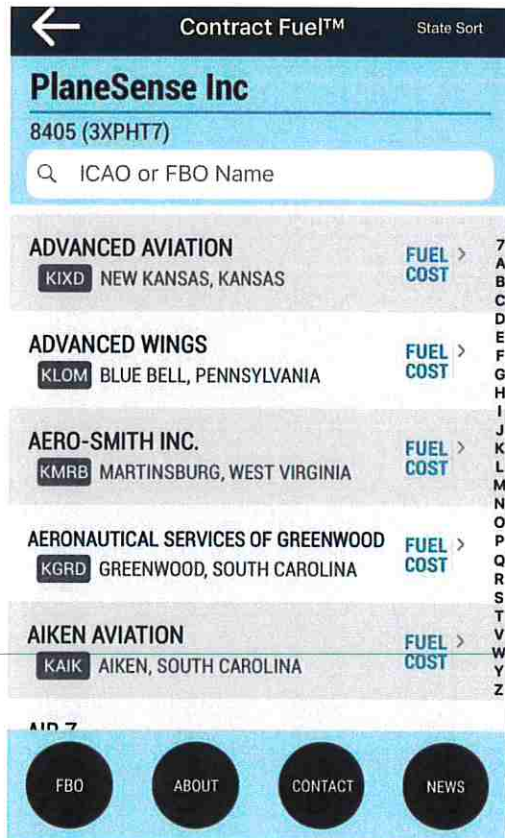 Contract Fuel™
State Sort
PlaneSense Inc
8405 (3XPHT7)
ICAO or FBO Name
ADVANCED AVIATION
KIXD NEW KANSAS, KANSAS
FUEL >
COST
ADVANCED WINGS
KLOM BLUE BELL, PENNSYLVANIA
FUEL >
COST
AERO-SMITH INC.
KMRB MARTINSBURG, WEST VIRGINIA
FUEL >
COST
AERONAUTICAL SERVICES OF GREENWOOD
KGRD GREENWOOD, SOUTH CAROLINA
FUEL >
COST
AIKEN AVIATION
KAIK AIKEN, SOUTH CAROLINA
FUEL >
COST
7
A
B
C
D
E
F
G
H
I
J
K
L
M
N
O
P
Q
R
S
T
V
W
Y
Z
FBO
ABOUT
CONTACT
NEWS